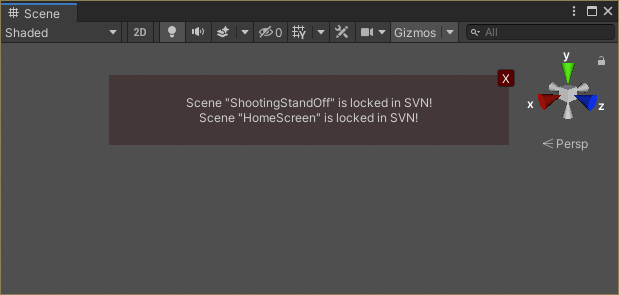 Scene
Shaded
2D
0
Gizmos
All
X
Scene "ShootingStandOff" is locked in SVN!
Scene "HomeScreen" is locked in SVN!
y
x
z
Persp